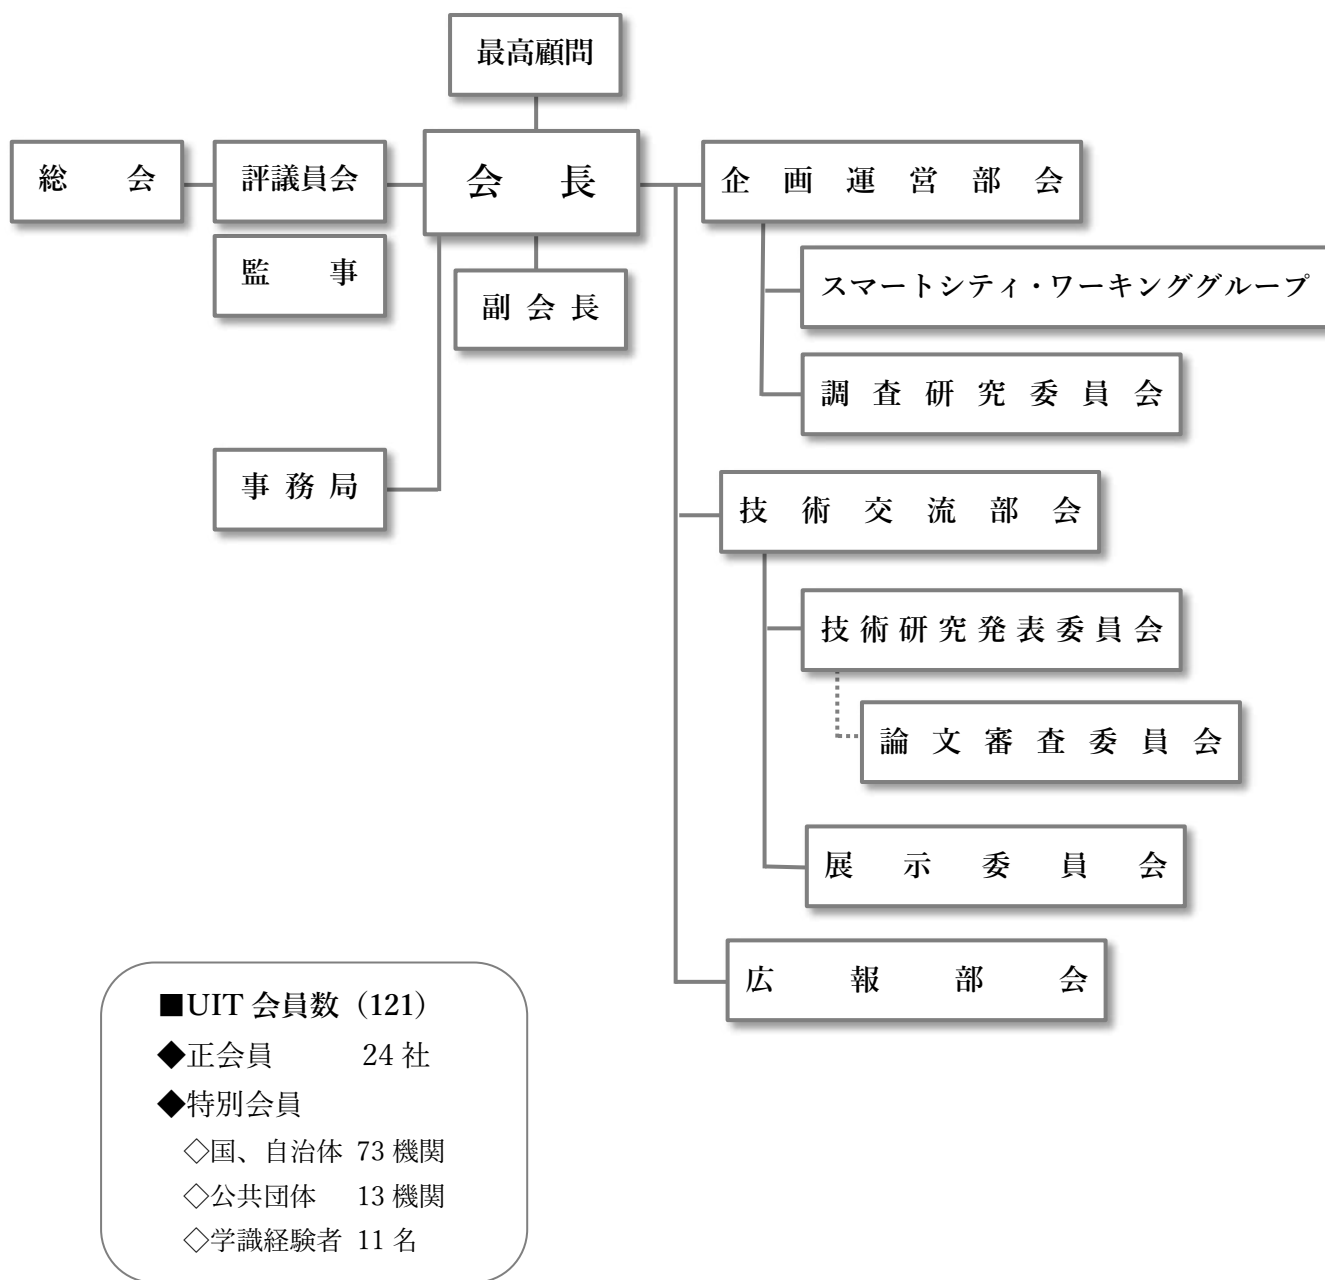 最高顧問
総会
評議員会
会長
企画運営部会
監事
副会長
スマートシティ・ワーキンググループ
調査研究委員会
事務局
技術交流部会
技術研究発表委員会
論文審査委員会
展示委員会
広報部会
■UIT 会員数（121）
◆正会員 24 社
◆特別会員
◇国、自治体 73 機関
◇公共団体 13 機関
◇学識経験者 11 名